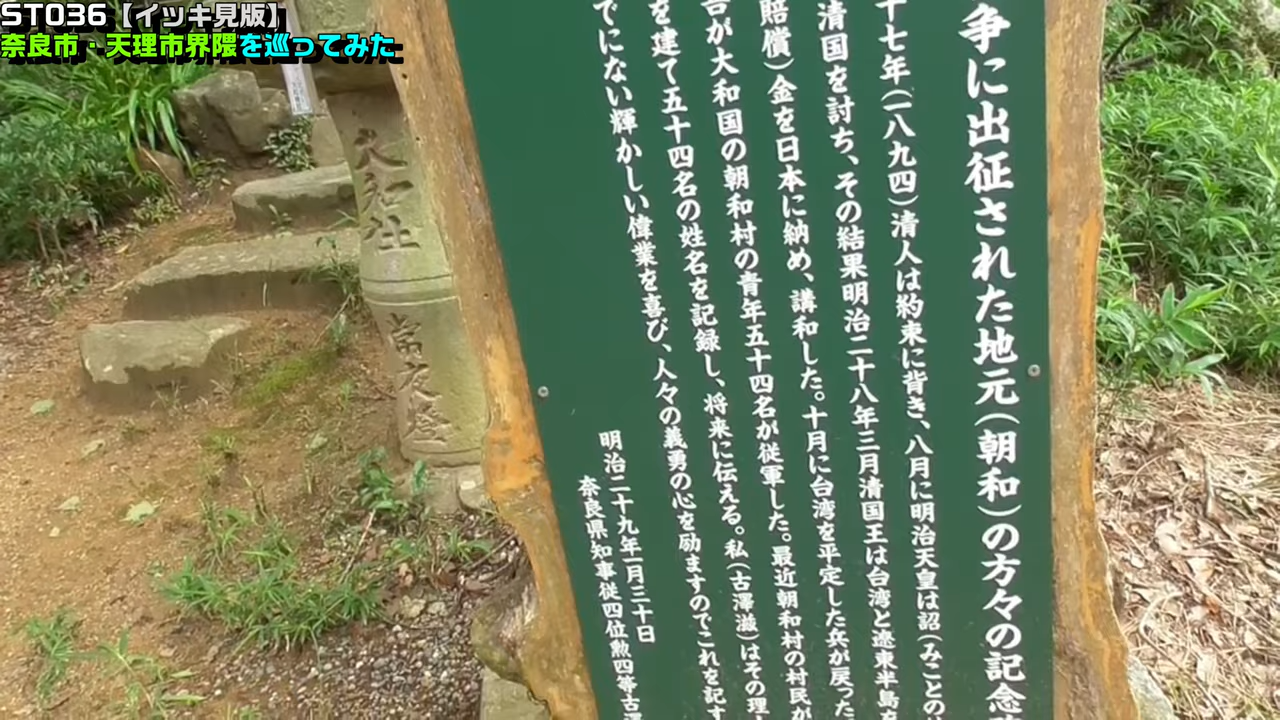 ST036【イッキ見版】
奈良市・天理市界隈を巡ってみた
争に出征された地元(朝和)の方々の記念
十七年(一八九四)清人は約束に背き、八月に明治天皇は詔(みことの
清国を討ち、その結果明治二十八年三月清国王は台湾と遼東半島を
賠償)金を日本に納め、講和した。十月に台湾を平定した兵が戻った
が大和国の朝和村の青年五十四名が従軍した。最近朝和村の村民が
を建て五十四名の姓名を記録し、将来に伝える。私(古澤滋)はその理
でにない輝かしい偉業を喜び、人々の義勇の心を励ますのでこれを記す
明治二十九年一月三十日
奈良県知事従四位勲四等古澤
大和社
常夜燈